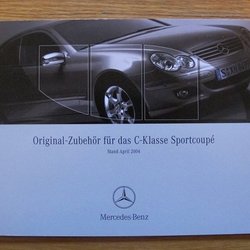 Original-Zubehör für das C-Klasse Sportcoupé
Stand April 2004
Mercedes-Benz